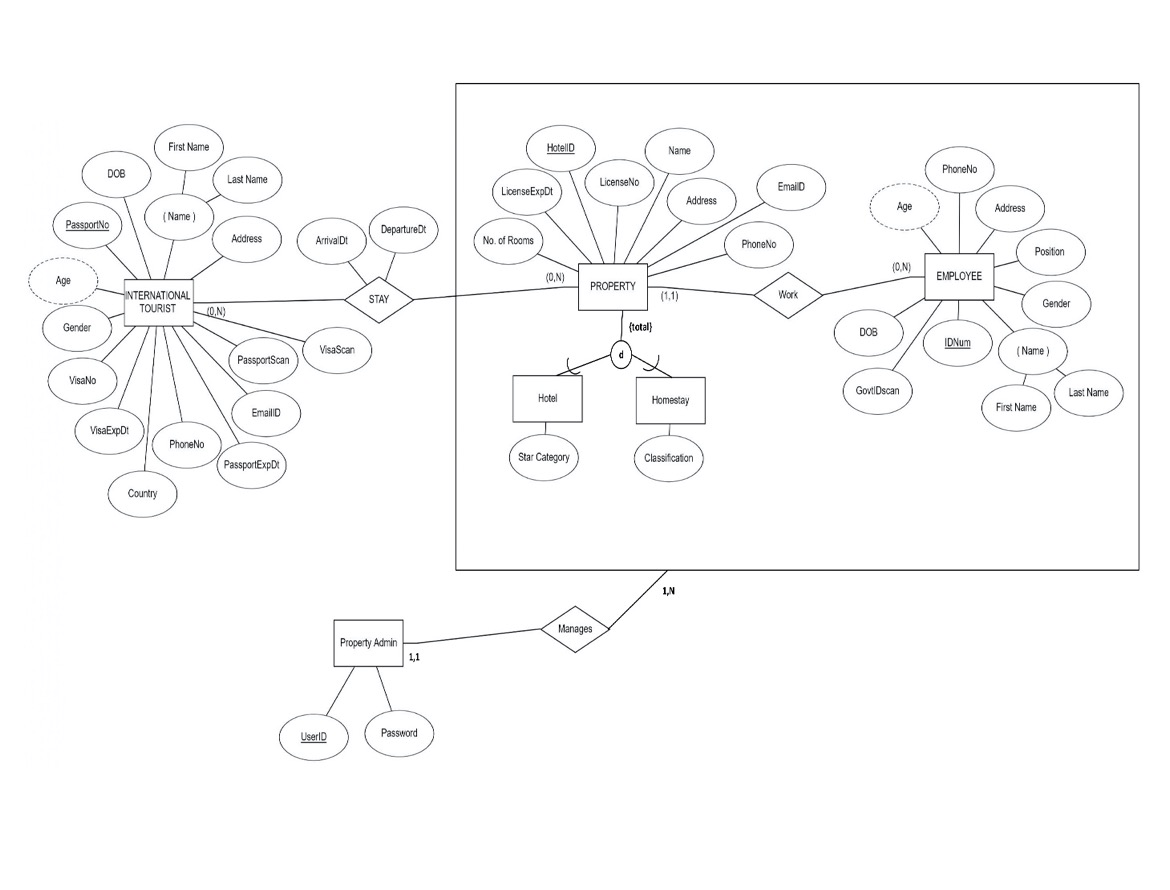 First Name
DOB
Last Name
( Name )
PassportNo
Address
Age
INTERNATIONAL
TOURIST
(0,N)
Gender
VisaNo
VisaExpDt
Country
PhoneNo
PassportExpDt
EmailID
PassportScan
VisaScan
ArrivalDt
DepartureDt
STAY
(0,N)
HotelID
Name
LicenseExpDt
LicenseNo
Address
EmailD
No. of Rooms
PhoneNo
PROPERTY
(1,1)
Work
(0,N)
{total}
d
Hotel
Homestay
Star Category
Classification
PhoneNo
Age
Address
Position
EMPLOYEE
Gender
DOB
IDNum
( Name )
GovtIDscan
First Name
Last Name
1,N
Manages
Property Admin
1,1
UserID
Password